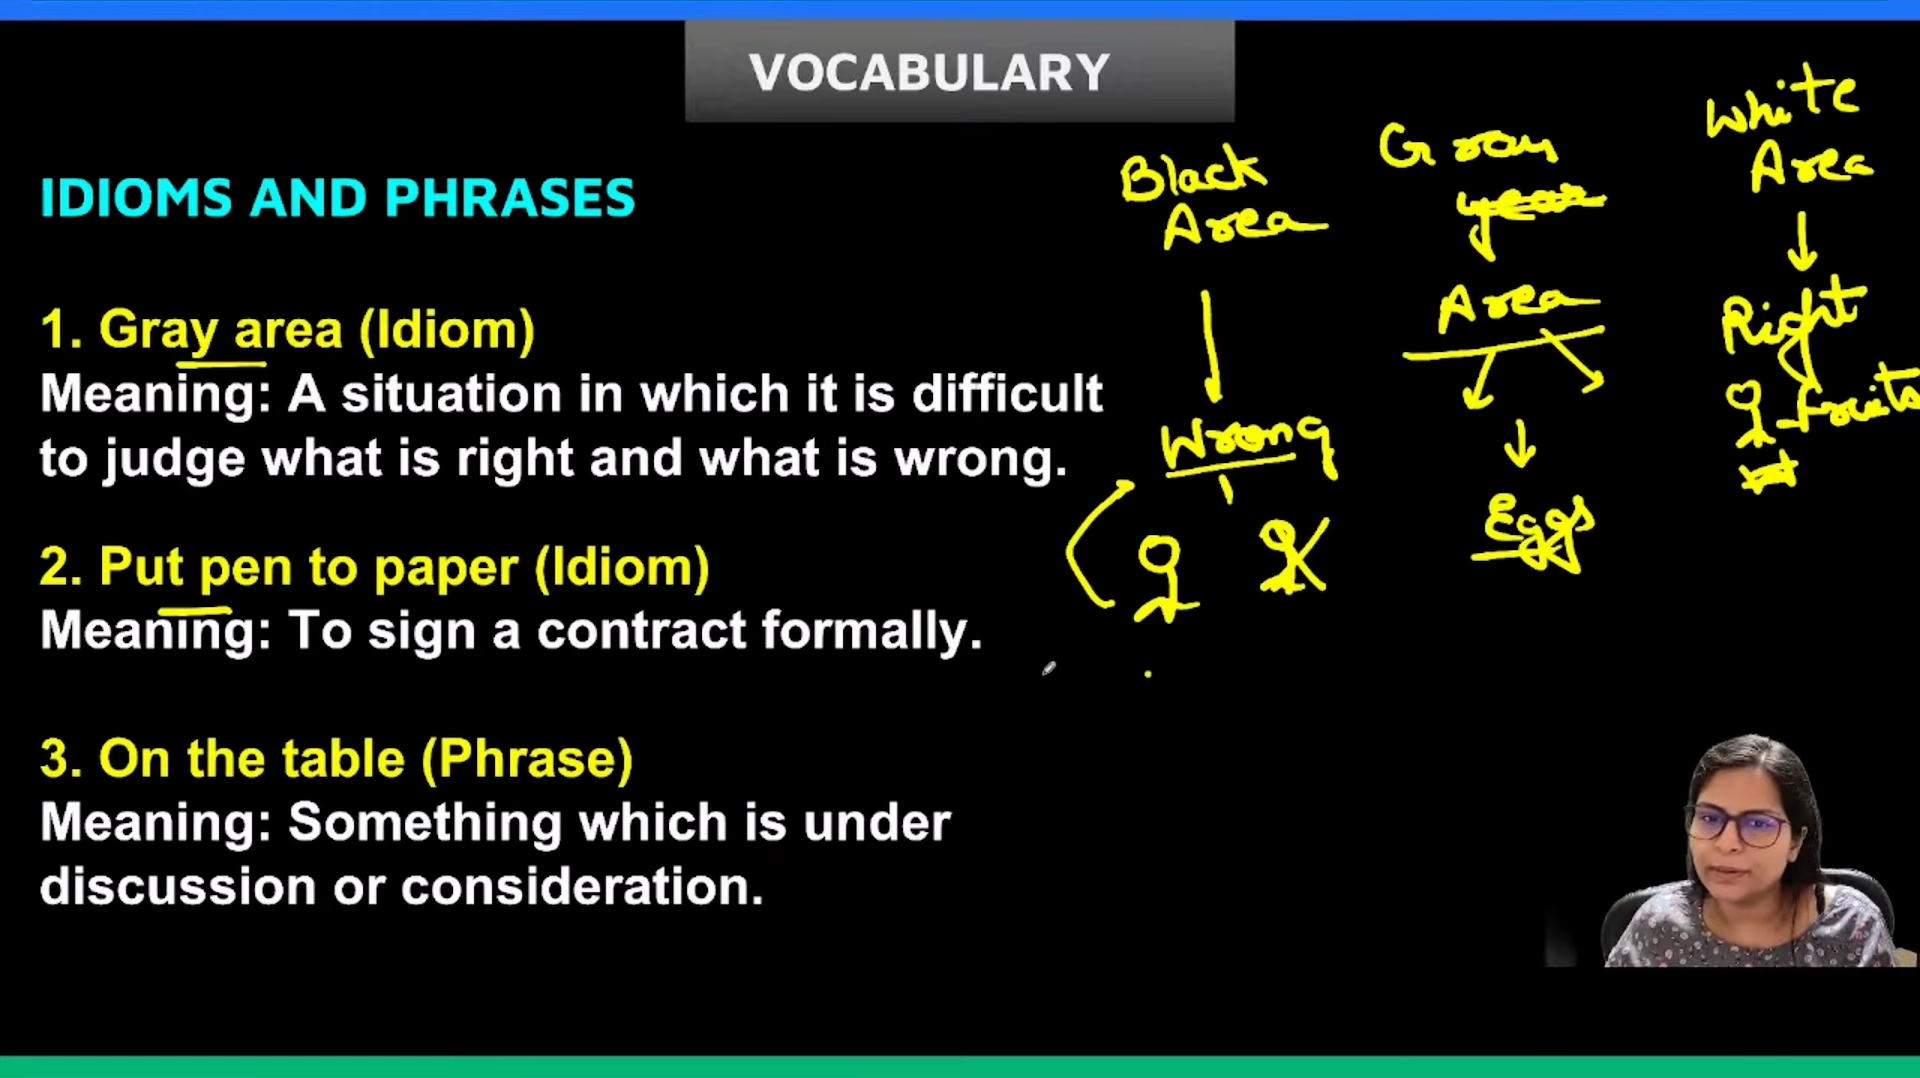 VOCABULARY
IDIOMS AND PHRASES
1. Gray area (Idiom)
Meaning: A situation in which it is difficult
to judge what is right and what is wrong.
2. Put pen to paper (Idiom)
Meaning: To sign a contract formally.
3. On the table (Phrase)
Meaning: Something which is under
discussion or consideration.
Black
Area
Wrong
Gray
Area
Eggs
White
Area
Right
fruits